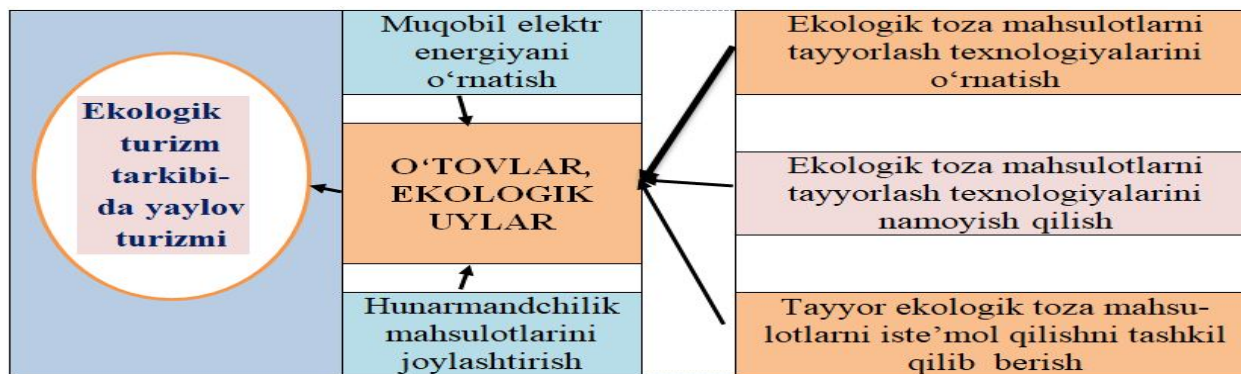 Ekologik
turizm
tarkibi-
da yaylov
turizmi
Muqobil elektr
energiyani
o‘rnatish
O‘TOVLAR,
EKOLOGIK
UYLAR
Hunarmandchilik
mahsulotlarini
joylashtirish
Ekologik toza mahsulotlarni
tayyorlash texnologiyalarini
o‘rnatish
Ekologik toza mahsulotlarni
tayyorlash texnologiyalarini
namoyish qilish
Tayyor ekologik toza mahsu-
lotlarni iste’mol qilishni tashkil
qilib berish